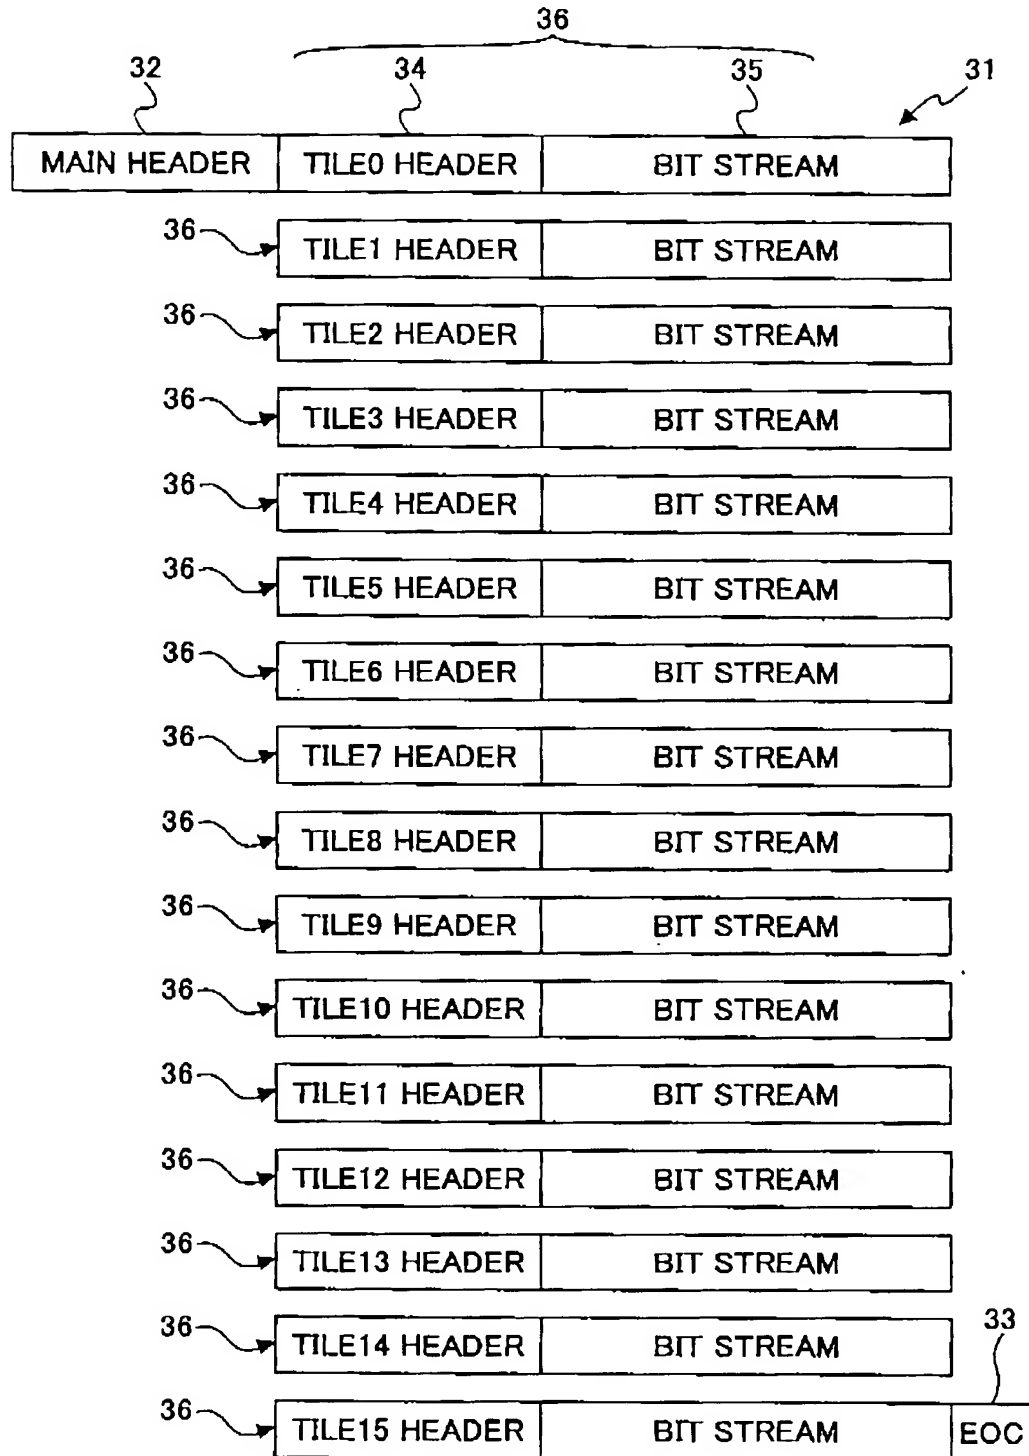 36
32 34 35 31
MAIN HEADER TILE0 HEADER BIT STREAM
36 TILE1 HEADER BIT STREAM
36 TILE2 HEADER BIT STREAM
36 TILE3 HEADER BIT STREAM
36 TILE4 HEADER BIT STREAM
36 TILE5 HEADER BIT STREAM
36 TILE6 HEADER BIT STREAM
36 TILE7 HEADER BIT STREAM
36 TILE8 HEADER BIT STREAM
36 TILE9 HEADER BIT STREAM
36 TILE10 HEADER BIT STREAM
36 TILE11 HEADER BIT STREAM
36 TILE12 HEADER BIT STREAM
36 TILE13 HEADER BIT STREAM
36 TILE14 HEADER BIT STREAM
33
36 TILE15 HEADER BIT STREAM EOC